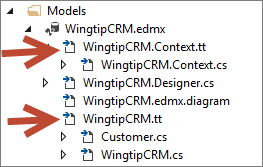 Models
WingtipCRM.edmx
WingtipCRM.Context.tt
WingtipCRM.Context.cs
WingtipCRM.Designer.cs
WingtipCRM.edmx.diagram
WingtipCRM.tt
Customer.cs
WingtipCRM.cs